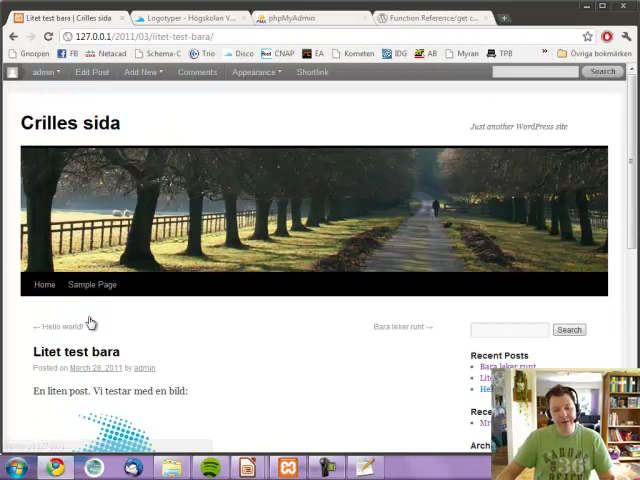 Litet test bara | Crilles sida
Logotyper - Högskolan V...
phpMyAdmin
Function Reference/get c...
127.0.0.1/2011/03/litet-test-bara/
Gnorpen
FB
Netacad
Schema-C
Disco
CNAP
EA
Kometen
IDG
AB
Myran
TPB
»
Övriga bokmärken
admin
Edit Post
Add New
Comments
Appearance
Shortlink
Search
Crilles sida
Just another WordPress site
Home
Sample Page
← Hello world!
Bara leker runt →
Search
Litet test bara
Posted on March 28, 2011 by admin
En liten post. Vi testar med en bild:
Recent Posts
Bara leker runt